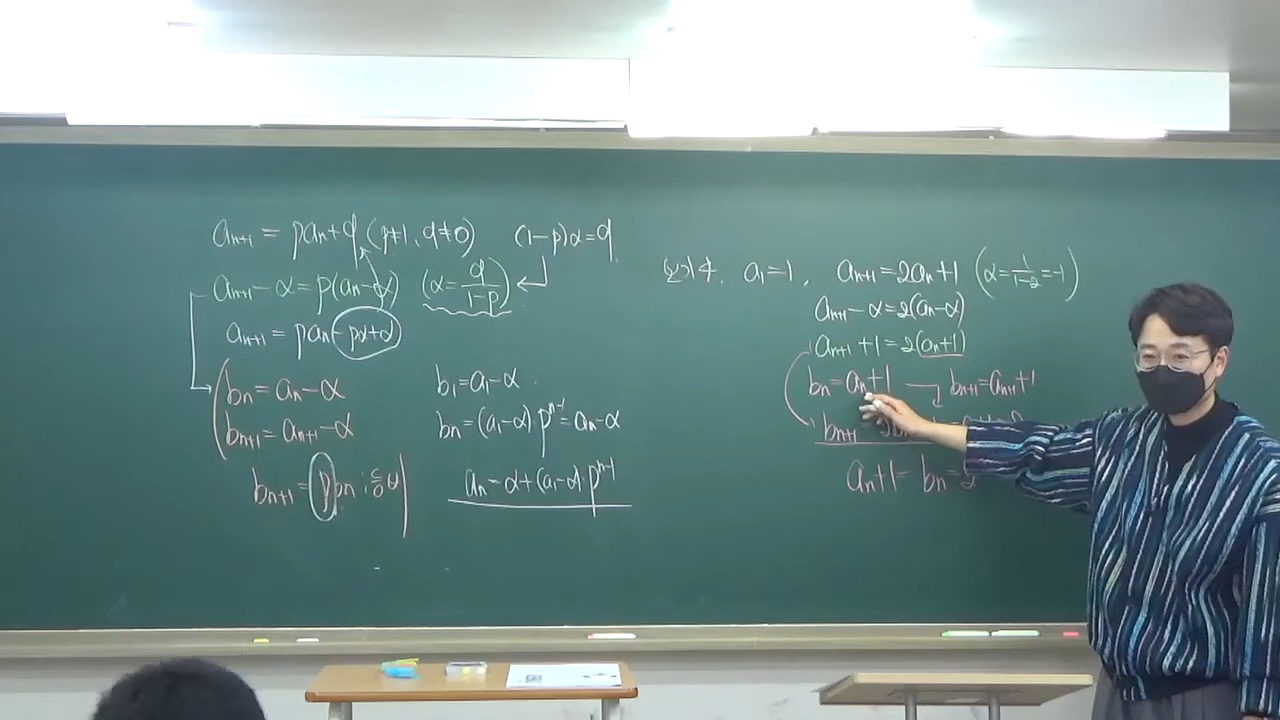 aₙ₊₁ = paₙ+q (p≠1, q≠0) (1-p)α=q
aₙ₊₁-α=p(aₙ-α) (α=q/(1-p))
aₙ₊₁ = paₙ-pα+α
bₙ=aₙ-α
bₙ₊₁=aₙ₊₁-α
bₙ₊₁=pbₙ :
b₁=a₁-α
bₙ=(a₁-α)pⁿ⁻¹=aₙ-α
aₙ=α+(a₁-α)·pⁿ⁻¹
4. a₁=1, aₙ₊₁=2aₙ+1 (α=1/(1-2)=-1)
aₙ₊₁-α=2(aₙ-α)
aₙ₊₁+1=2(aₙ+1)
bₙ=aₙ+1 bₙ₊₁=aₙ₊₁+1
bₙ₊₁
aₙ+1=bₙ=2